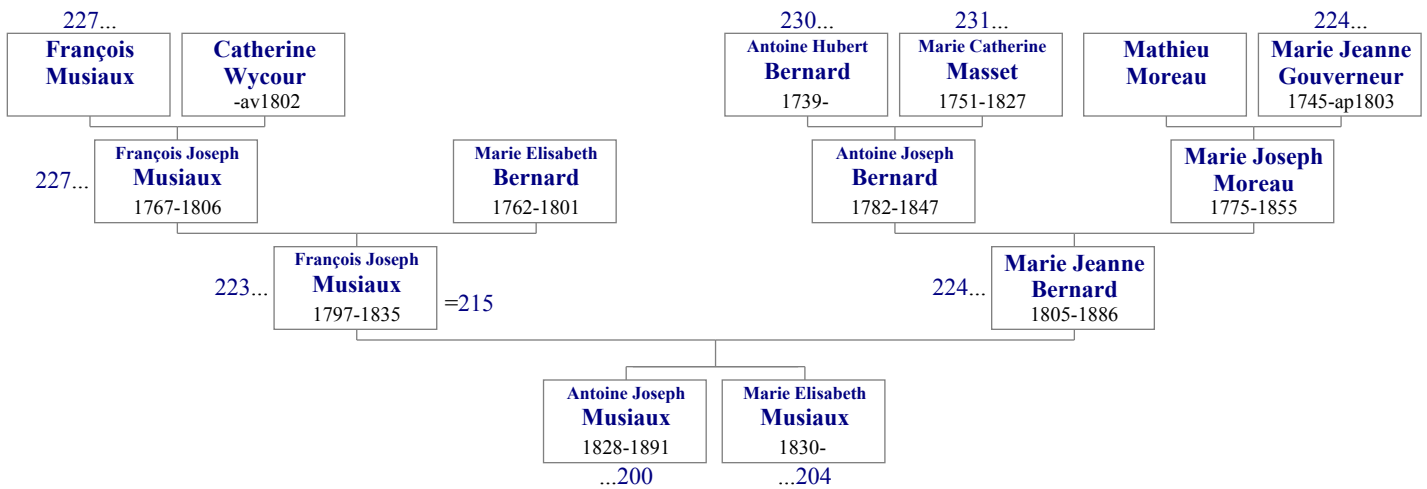 227...
François
Musiaux
Catherine
Wycour
-av1802
230...
Antoine Hubert
Bernard
1739-
231...
Marie Catherine
Masset
1751-1827
Mathieu
Moreau
224...
Marie Jeanne
Gouverneur
1745-ap1803
227...
François Joseph
Musiaux
1767-1806
Marie Elisabeth
Bernard
1762-1801
Antoine Joseph
Bernard
1782-1847
Marie Joseph
Moreau
1775-1855
223...
François Joseph
Musiaux
1797-1835
=215
224...
Marie Jeanne
Bernard
1805-1886
Antoine Joseph
Musiaux
1828-1891
...200
Marie Elisabeth
Musiaux
1830-
...204